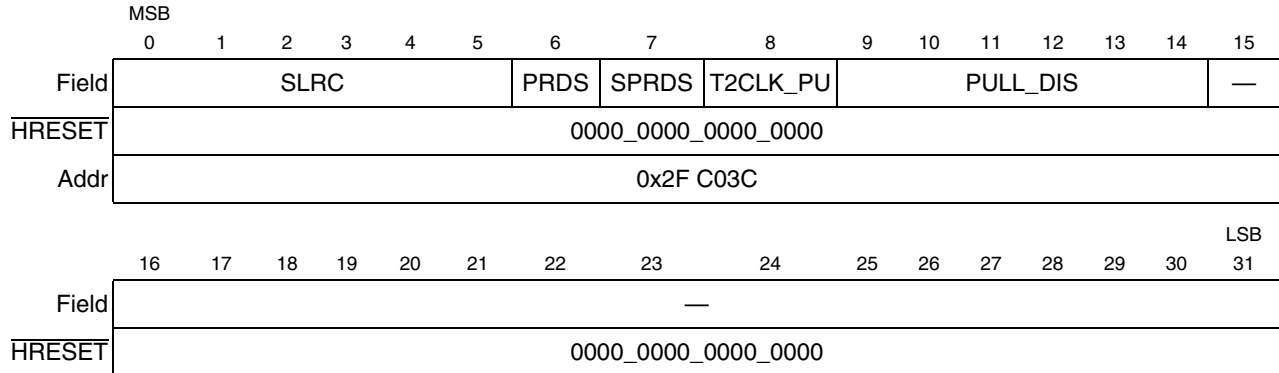 MSB
0 1 2 3 4 5 6 7 8 9 10 11 12 13 14 15
Field SLRC PRDS SPRDS T2CLK_PU PULL_DIS —
HRESET 0000_0000_0000_0000
Addr 0x2F C03C
LSB
16 17 18 19 20 21 22 23 24 25 26 27 28 29 30 31
Field —
HRESET 0000_0000_0000_0000